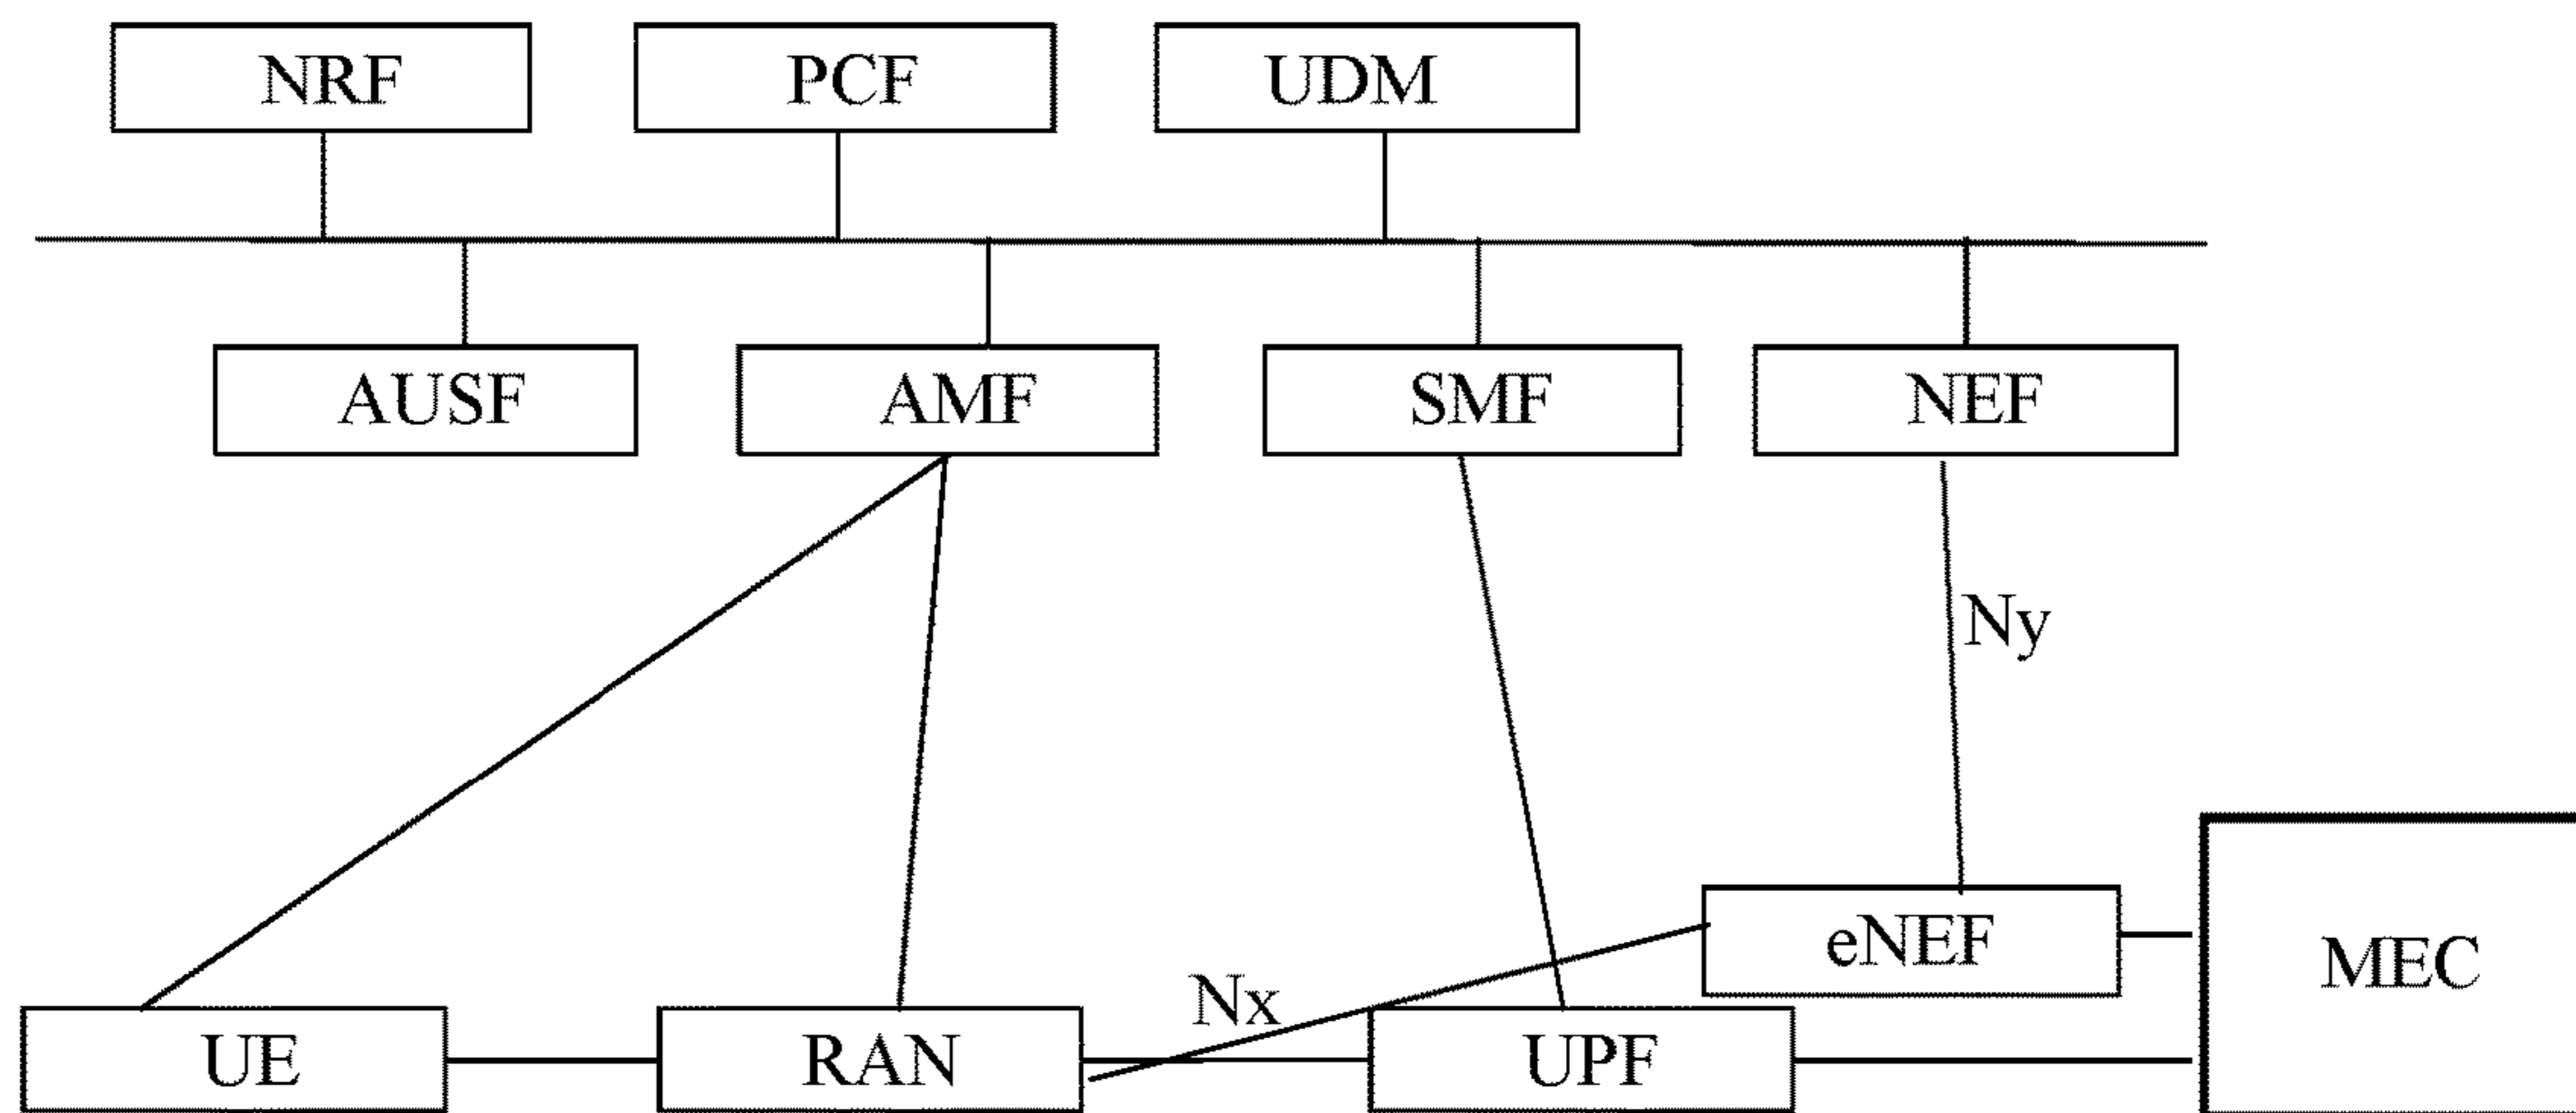 NRF
PCF
UDM
AUSF
AMF
SMF
NEF
Ny
eNEF
MEC
Nx
UE
RAN
UPF